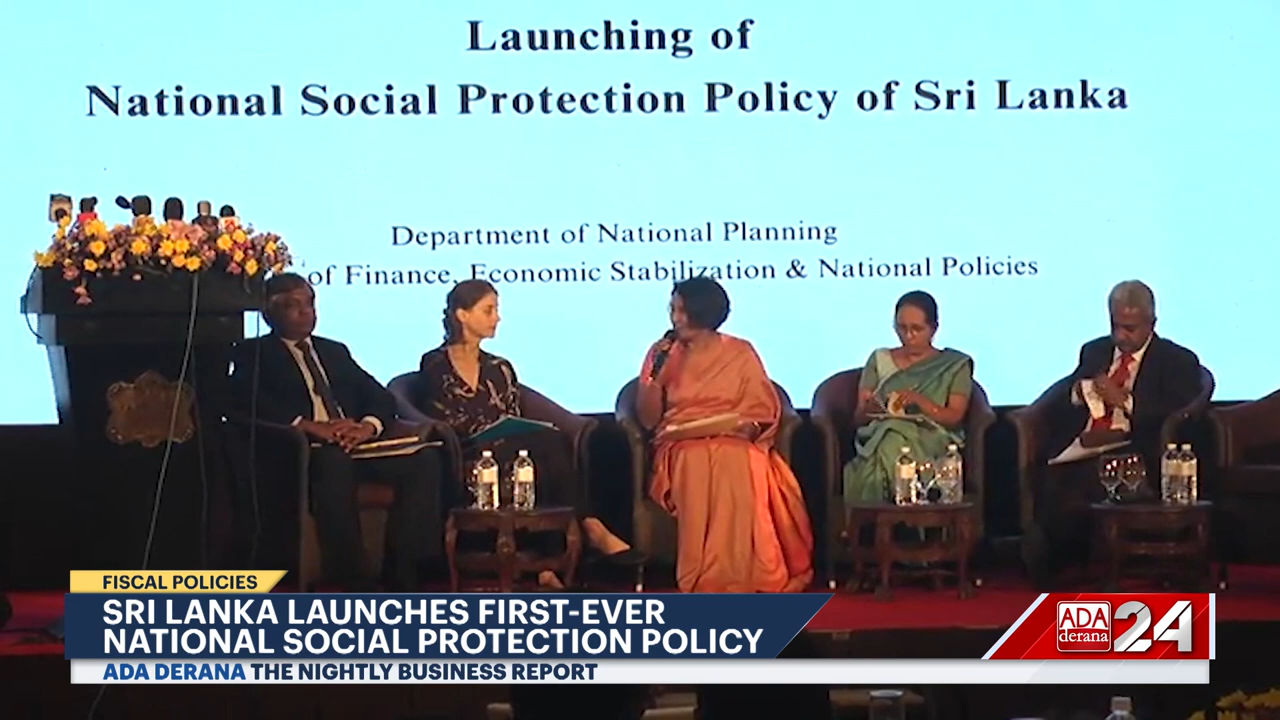 Launching of
National Social Protection Policy of Sri Lanka
Department of National Planning
of Finance, Economic Stabilization & National Policies
FISCAL POLICIES
SRI LANKA LAUNCHES FIRST-EVER
NATIONAL SOCIAL PROTECTION POLICY
ADA DERANA THE NIGHTLY BUSINESS REPORT
ADA
derana
24